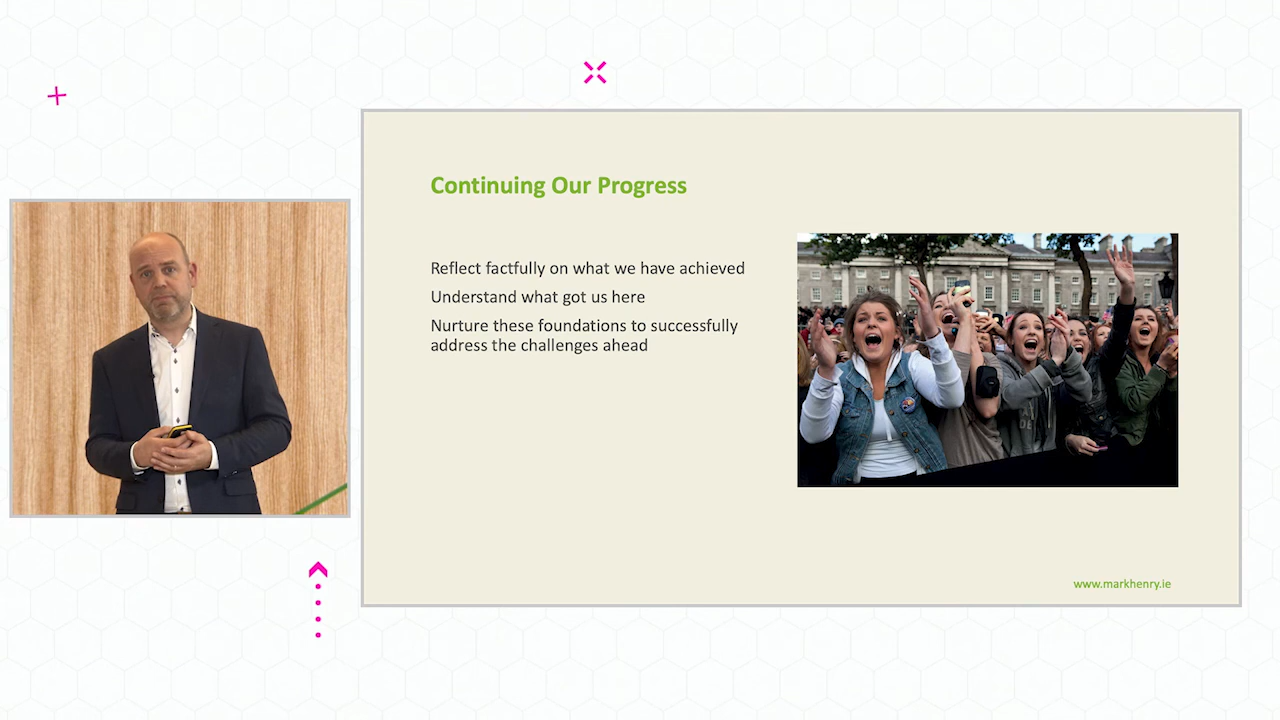 Continuing Our Progress
Reflect factfully on what we have achieved
Understand what got us here
Nurture these foundations to successfully
address the challenges ahead
www.markhenry.ie